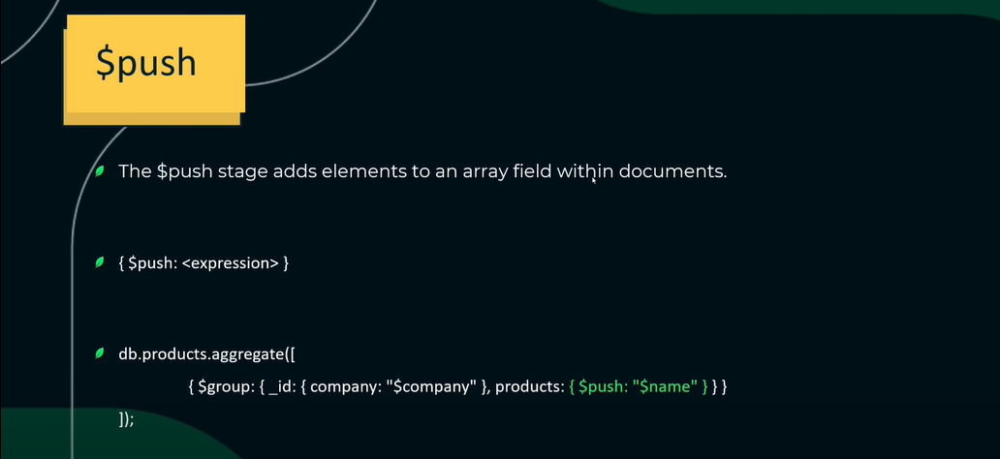 $push
The $push stage adds elements to an array field within documents.
{ $push: <expression> }
db.products.aggregate([
{ $group: { _id: { company: "$company" }, products: { $push: "$name" } } }
]);